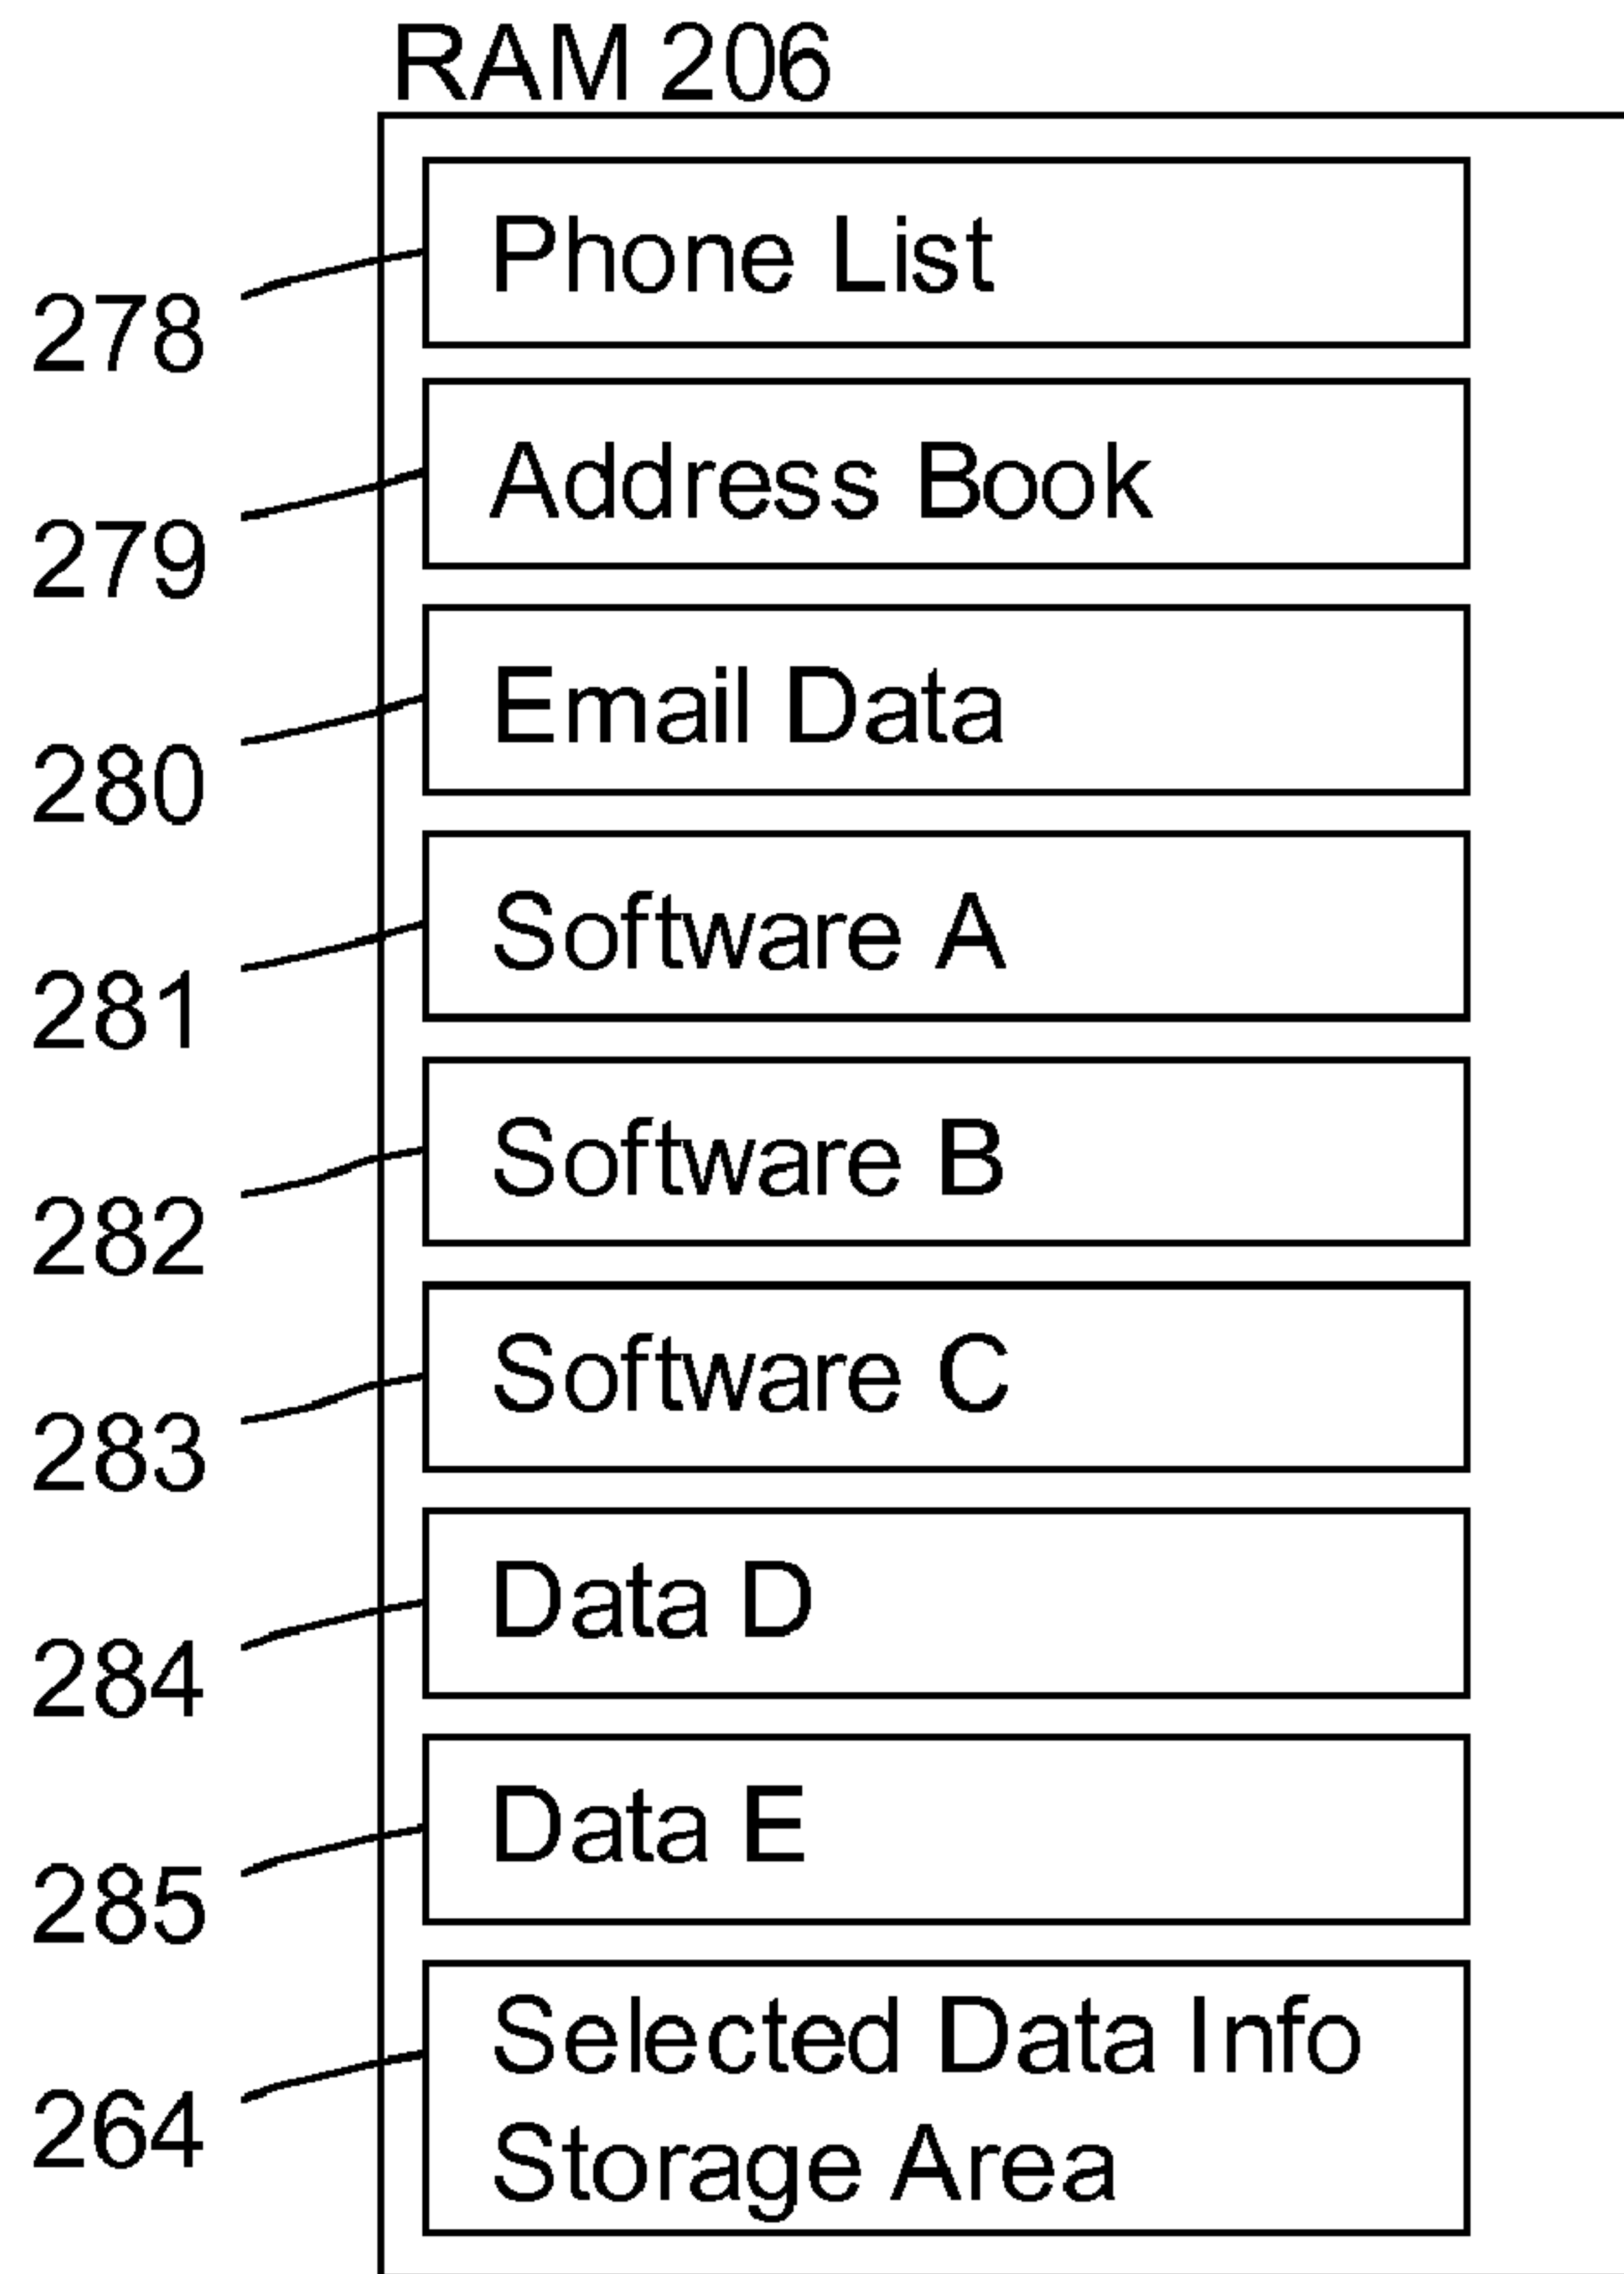 RAM 206
278
Phone List
279
Address Book
280
Email Data
281
Software A
282
Software B
283
Software C
284
Data D
285
Data E
264
Selected Data Info
Storage Area